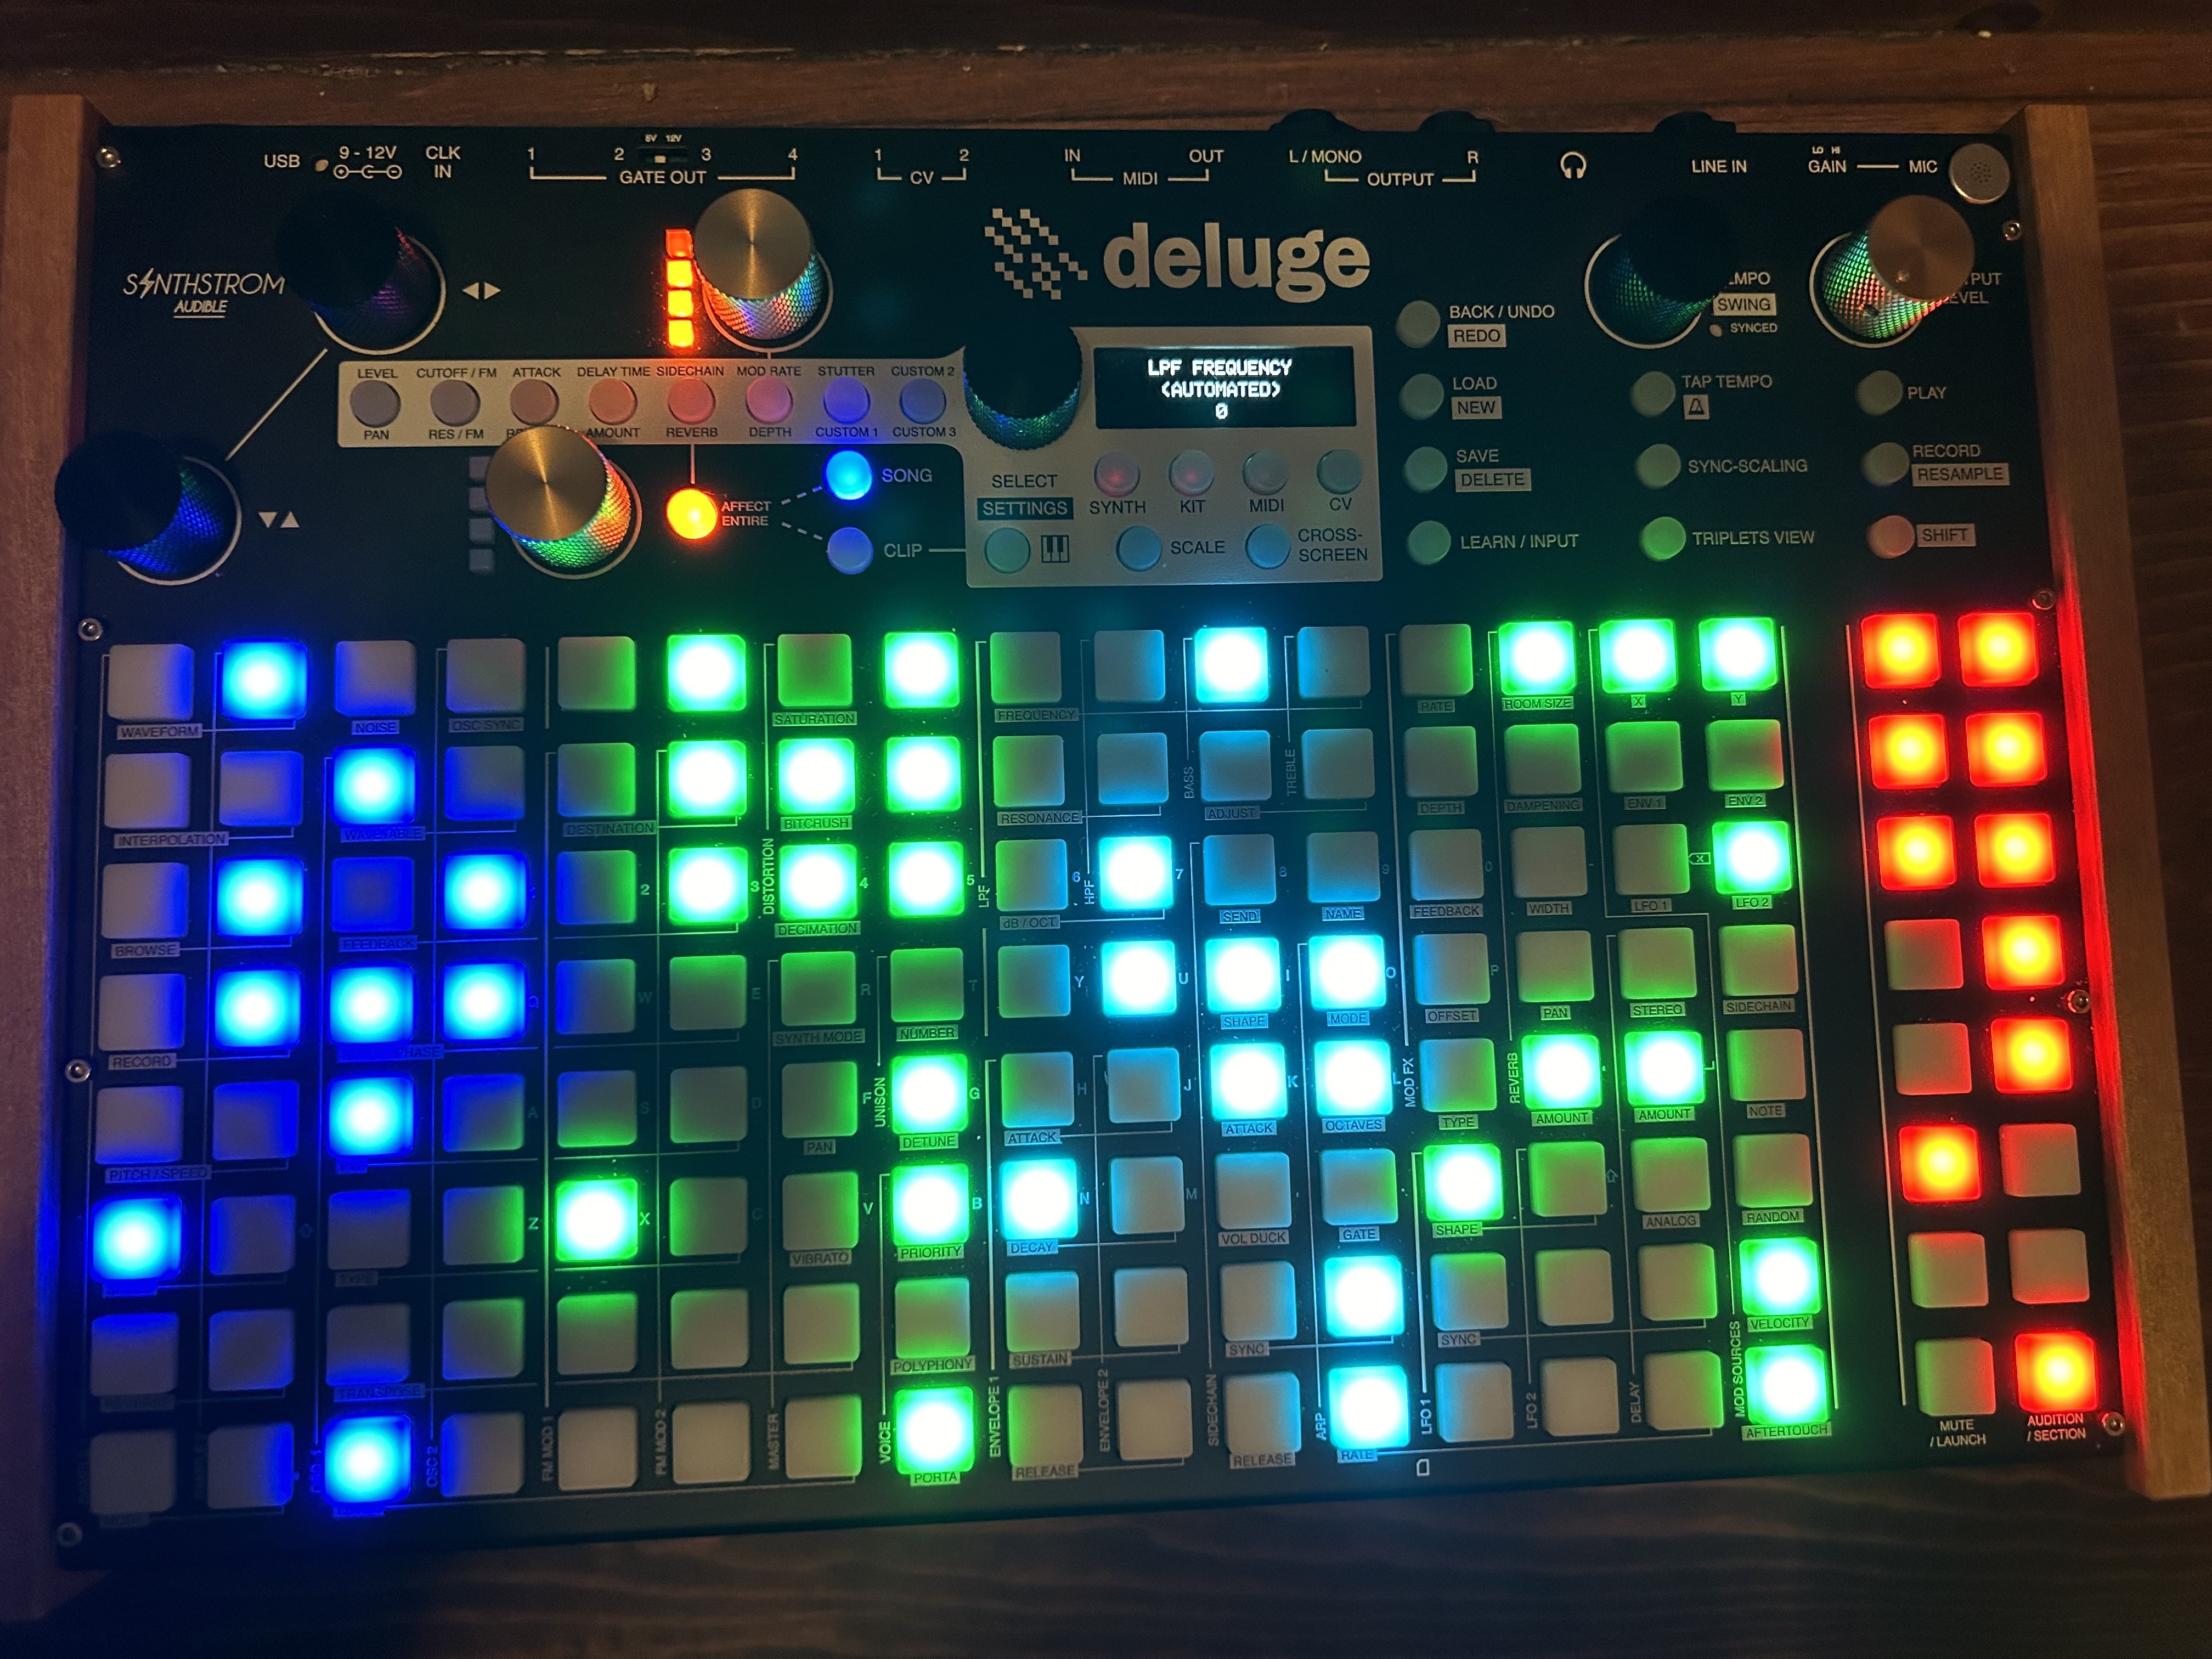 5V 12V
USB
9 - 12V
CLK
IN
1 2 3 4
GATE OUT
1 2
CV
IN OUT
MIDI
L / MONO R
OUTPUT
LINE IN
LO HI
GAIN
MIC
SYNTHSTROM
AUDIBLE
deluge
SWING
SYNCED
BACK / UNDO
REDO
LEVEL
CUTOFF / FM
ATTACK
DELAY TIME
SIDECHAIN
MOD RATE
STUTTER
CUSTOM 2
PAN
RES / FM
AMOUNT
REVERB
DEPTH
CUSTOM 1
CUSTOM 3
LPF FREQUENCY
(AUTOMATED)
0
LOAD
NEW
TAP TEMPO
PLAY
SAVE
DELETE
SYNC-SCALING
RECORD
RESAMPLE
LEARN / INPUT
TRIPLETS VIEW
SHIFT
AFFECT
ENTIRE
SONG
CLIP
SELECT
SETTINGS
SYNTH
KIT
MIDI
CV
SCALE
CROSS-
SCREEN
WAVEFORM
NOISE
OSC SYNC
SATURATION
FREQUENCY
RATE
ROOM SIZE
X
Y
INTERPOLATION
WAVETABLE
DESTINATION
BITCRUSH
RESONANCE
BASS
ADJUST
TREBLE
DEPTH
DAMPENING
ENV 1
ENV 2
BROWSE
FEEDBACK
2
3
DISTORTION
DECIMATION
4
5
LPF
dB / OCT
6
HPF
7
SEND
8
NAME
9
FEEDBACK
0
WIDTH
-
LFO 1
LFO 2
RECORD
Q
W
E
SYNTH MODE
R
NUMBER
T
Y
U
SHAPE
I
MODE
O
OFFSET
P
PAN
STEREO
SIDECHAIN
PITCH / SPEED
A
S
D
PAN
F
UNISON
DETUNE
G
ATTACK
H
J
ATTACK
K
OCTAVES
L
MOD FX
TYPE
REVERB
AMOUNT
AMOUNT
NOTE
TYPE
Z
X
C
VIBRATO
V
PRIORITY
B
DECAY
N
M
VOL DUCK
GATE
SHAPE
ANALOG
RANDOM
REVERSE
TRANSPOSE
POLYPHONY
SUSTAIN
SYNC
SYNC
VELOCITY
OSC 1
OSC 2
FM MOD 1
FM MOD 2
MASTER
VOICE
PORTA
ENVELOPE 1
RELEASE
ENVELOPE 2
SIDECHAIN
RELEASE
ARP
RATE
LFO 1
LFO 2
DELAY
MOD SOURCES
AFTERTOUCH
MUTE
/ LAUNCH
AUDITION
/ SECTION